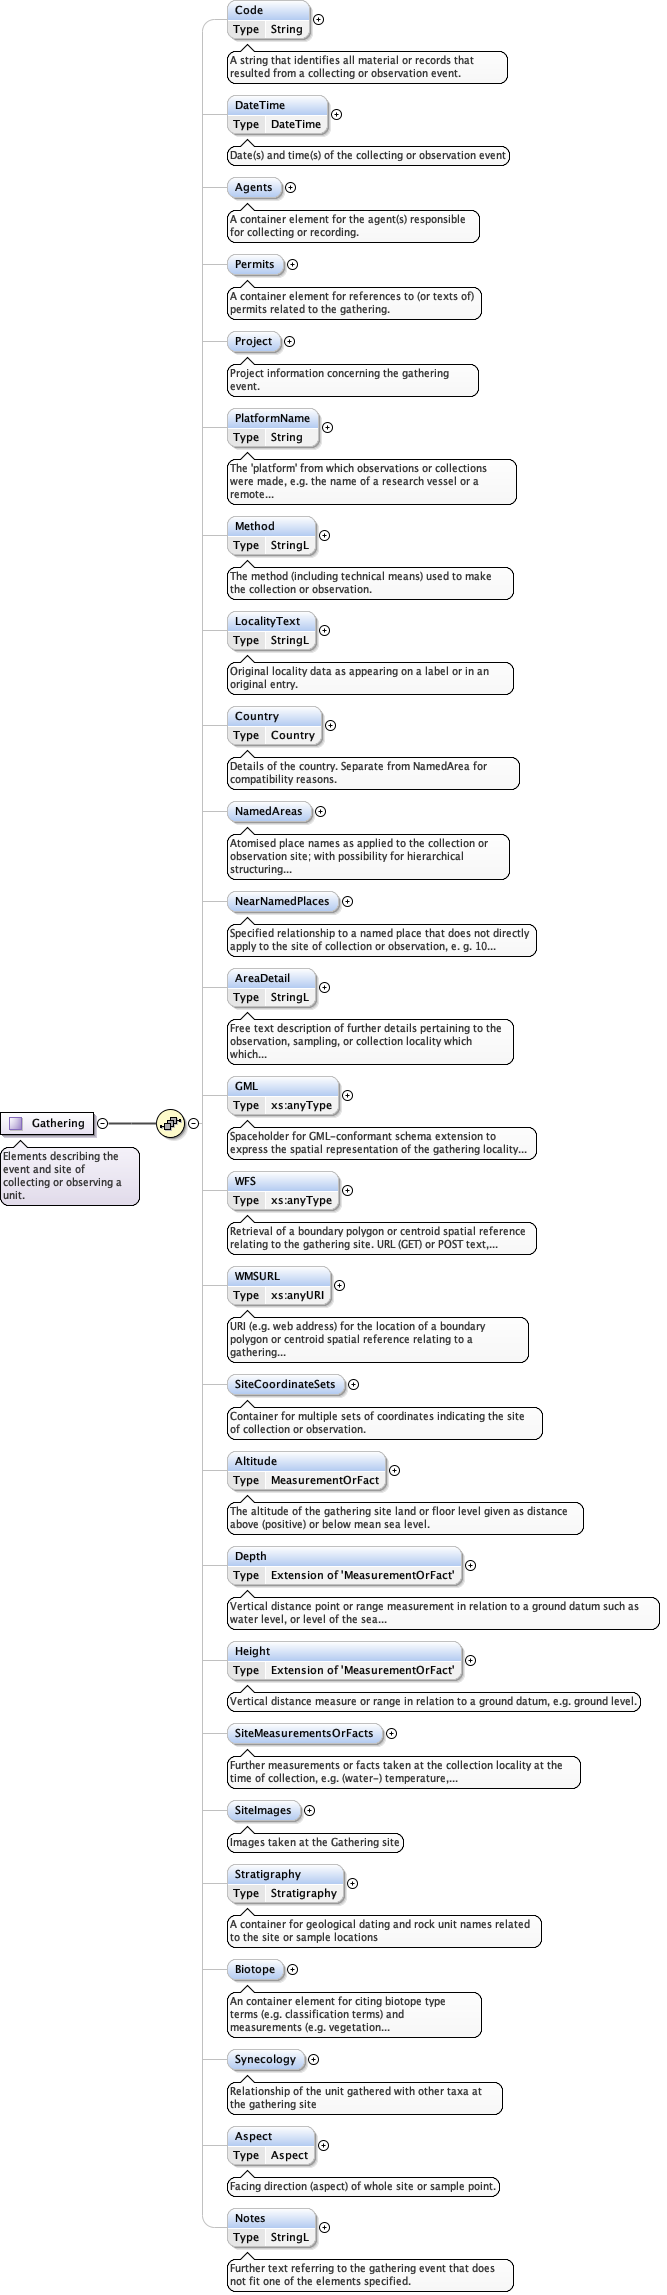 Code
Type String
A string that identifies all material or records that
resulted from a collecting or observation event.
DateTime
Type DateTime
Date(s) and time(s) of the collecting or observation event
Agents
A container element for the agent(s) responsible
for collecting or recording.
Permits
A container element for references to (or texts of)
permits related to the gathering.
Project
Project information concerning the gathering
event.
PlatformName
Type String
The 'platform' from which observations or collections
were made, e.g. the name of a research vessel or a
remote...
Method
Type StringL
The method (including technical means) used to make
the collection or observation.
LocalityText
Type StringL
Original locality data as appearing on a label or in an
original entry.
Country
Type Country
Details of the country. Separate from NamedArea for
compatibility reasons.
NamedAreas
Atomised place names as applied to the collection or
observation site; with possibility for hierarchical
structuring...
NearNamedPlaces
Specified relationship to a named place that does not directly
apply to the site of collection or observation, e. g. 10...
AreaDetail
Type StringL
Free text description of further details pertaining to the
observation, sampling, or collection locality which
which...
Gathering
Elements describing the
event and site of
collecting or observing a
unit.
GML
Type xs:anyType
Spaceholder for GML-conformant schema extension to
express the spatial representation of the gathering locality...
WFS
Type xs:anyType
Retrieval of a boundary polygon or centroid spatial reference
relating to the gathering site. URL (GET) or POST text,...
WMSURL
Type xs:anyURI
URI (e.g. web address) for the location of a boundary
polygon or centroid spatial reference relating to a
gathering...
SiteCoordinateSets
Container for multiple sets of coordinates indicating the site
of collection or observation.
Altitude
Type MeasurementOrFact
The altitude of the gathering site land or floor level given as distance
above (positive) or below mean sea level.
Depth
Type Extension of 'MeasurementOrFact'
Vertical distance point or range measurement in relation to a ground datum such as
water level, or level of the sea...
Height
Type Extension of 'MeasurementOrFact'
Vertical distance measure or range in relation to a ground datum, e.g. ground level.
SiteMeasurementsOrFacts
Further measurements or facts taken at the collection locality at the
time of collection, e.g. (water-) temperature,...
SiteImages
Images taken at the Gathering site
Stratigraphy
Type Stratigraphy
A container for geological dating and rock unit names related
to the site or sample locations
Biotope
An container element for citing biotope type
terms (e.g. classification terms) and
measurements (e.g. vegetation...
Synecology
Relationship of the unit gathered with other taxa at
the gathering site
Aspect
Type Aspect
Facing direction (aspect) of whole site or sample point.
Notes
Type StringL
Further text referring to the gathering event that does
not fit one of the elements specified.